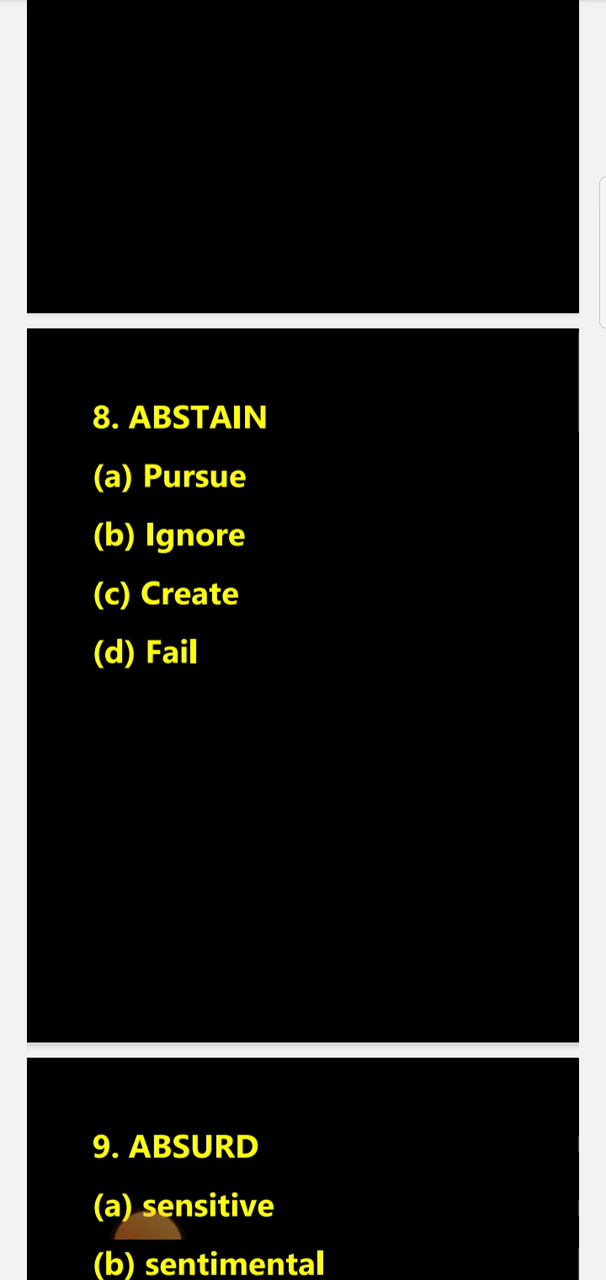 8. ABSTAIN
(a) Pursue
(b) Ignore
(c) Create
(d) Fail
9. ABSURD
(a) sensitive
(b) sentimental